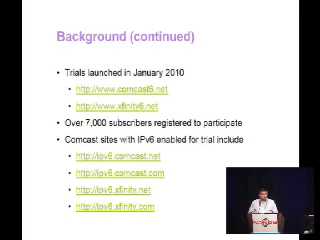 Background (continued)
• Trials launched in January 2010
• http://www.comcast6.net
• http://www.xfinity6.net
• Over 7,000 subscribers registered to participate
• Comcast sites with IPv6 enabled for trial include
• http://ipv6.comcast.net
• http://ipv6.comcast.com
• http://ipv6.xfinity.net
• http://ipv6.xfinity.com